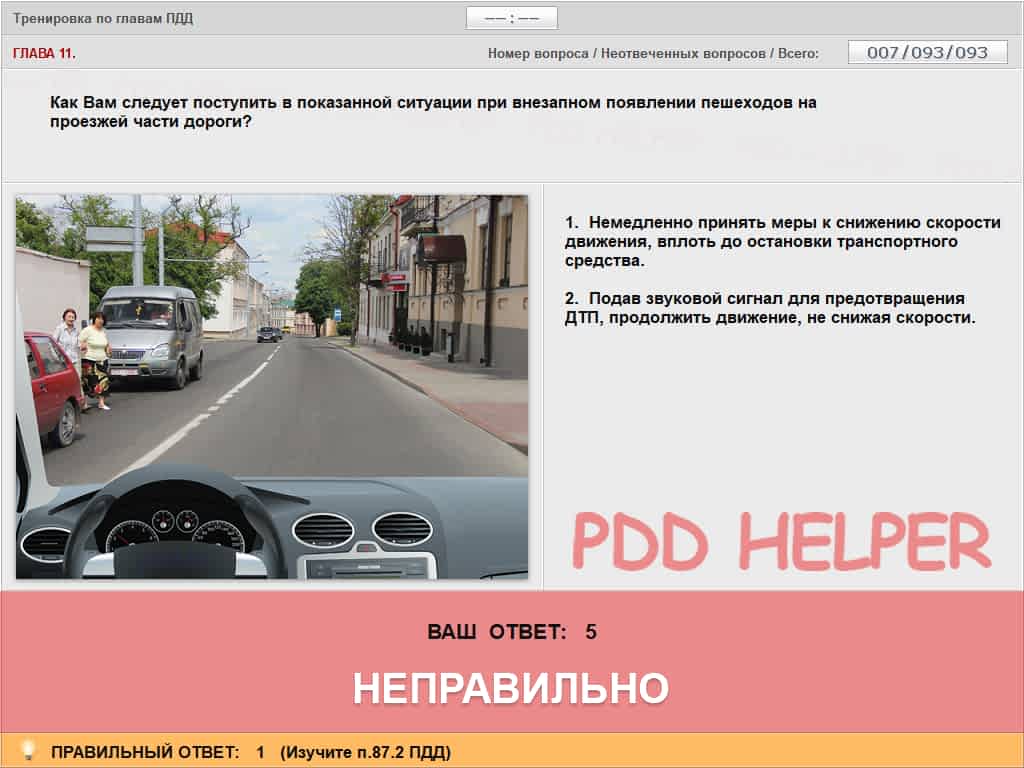 Тренировка по главам ПДД
—— : ——
ГЛАВА 11.
Номер вопроса / Неотвеченных вопросов / Всего:
007/093/093
Как Вам следует поступить в показанной ситуации при внезапном появлении пешеходов на
проезжей части дороги?
1. Немедленно принять меры к снижению скорости
движения, вплоть до остановки транспортного
средства.
2. Подав звуковой сигнал для предотвращения
ДТП, продолжить движение, не снижая скорости.
PDD HELPER
ВАШ ОТВЕТ: 5
НЕПРАВИЛЬНО
ПРАВИЛЬНЫЙ ОТВЕТ: 1 (Изучите п.87.2 ПДД)